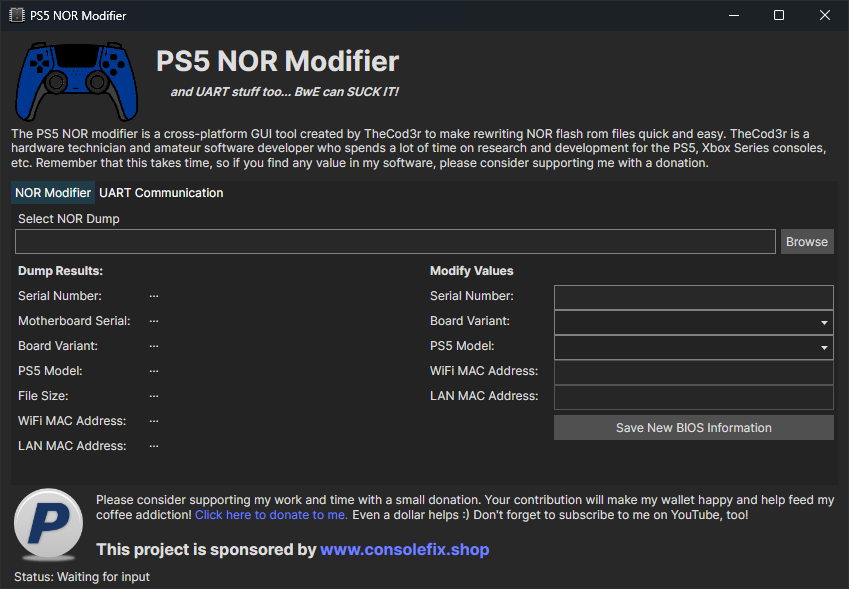 PS5 NOR Modifier
PS5 NOR Modifier
and UART stuff too... BwE can SUCK IT!
The PS5 NOR modifier is a cross-platform GUI tool created by TheCod3r to make rewriting NOR flash rom files quick and easy. TheCod3r is a
hardware technician and amateur software developer who spends a lot of time on research and development for the PS5, Xbox Series consoles,
etc. Remember that this takes time, so if you find any value in my software, please consider supporting me with a donation.
NOR Modifier UART Communication
Select NOR Dump
Browse
Dump Results:
Serial Number: ...
Motherboard Serial: ...
Board Variant: ...
PS5 Model: ...
File Size: ...
WiFi MAC Address: ...
LAN MAC Address: ...
Modify Values
Serial Number:
Board Variant:
PS5 Model:
WiFi MAC Address:
LAN MAC Address:
Save New BIOS Information
P
Please consider supporting my work and time with a small donation. Your contribution will make my wallet happy and help feed my
coffee addiction! Click here to donate to me. Even a dollar helps :) Don't forget to subscribe to me on YouTube, too!
This project is sponsored by www.consolefix.shop
Status: Waiting for input